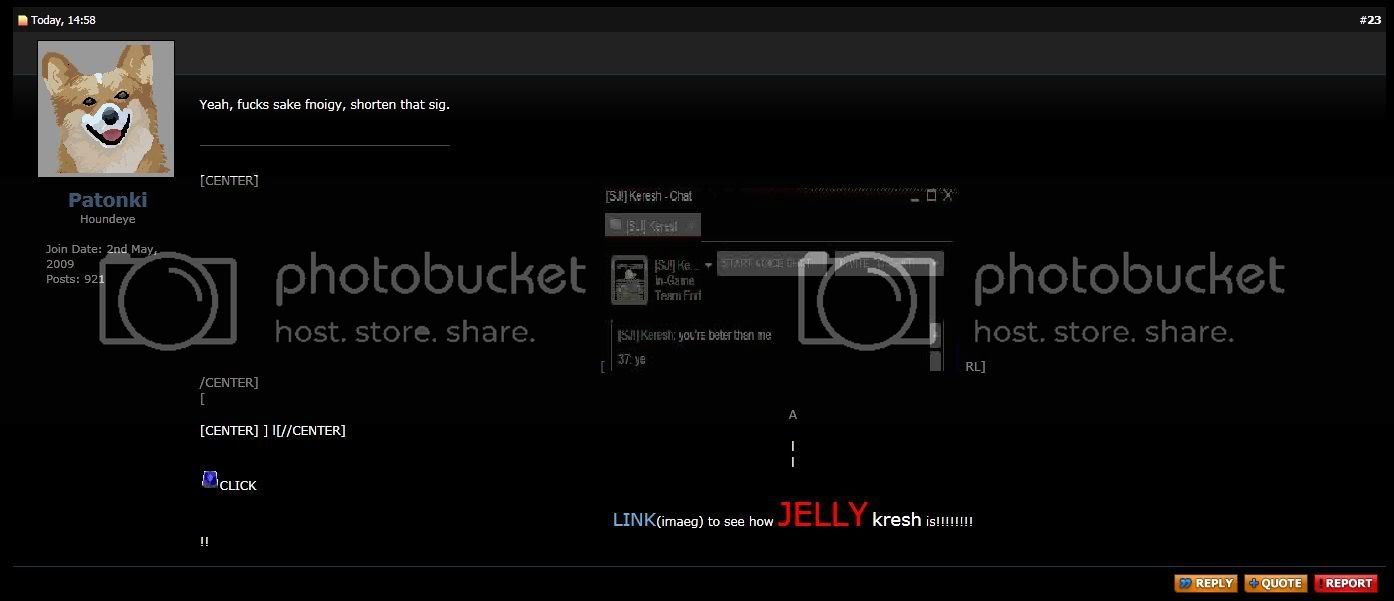 Today, 14:58
#23
Yeah, fucks sake fnoigy, shorten that sig.
Patonki
Houndeye
Join Date: 2nd May,
2009
Posts: 921
[CENTER]
[SJ!] Keresh - Chat
[SJ!] Keresh
[SJ!] Ke...
In-Game
START VOICE CHAT
Team Fort
[SJ!] Keresh: you're beter than me
37: ye
[
RL]
/CENTER]
[
A
[CENTER] ] l[//CENTER]
|
|
CLICK
LINK(imaeg) to see how JELLY kresh is!!!!!!!!
!!
REPLY
QUOTE
REPORT
photobucket
host. store. share.
photobucket
host. store. share.